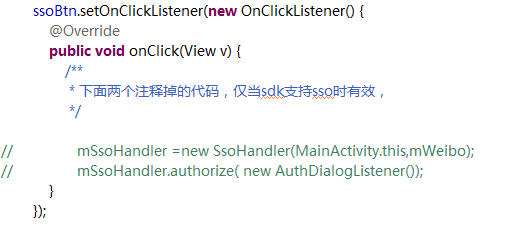 ssoBtn.setOnClickListener(new OnClickListener() {
@Override
public void onClick(View v) {
/**
* 下面两个注释掉的代码，仅当sdk支持sso时有效，
*/
// mSsoHandler =new SsoHandler(MainActivity.this,mWeibo);
// mSsoHandler.authorize( new AuthDialogListener());
}
});